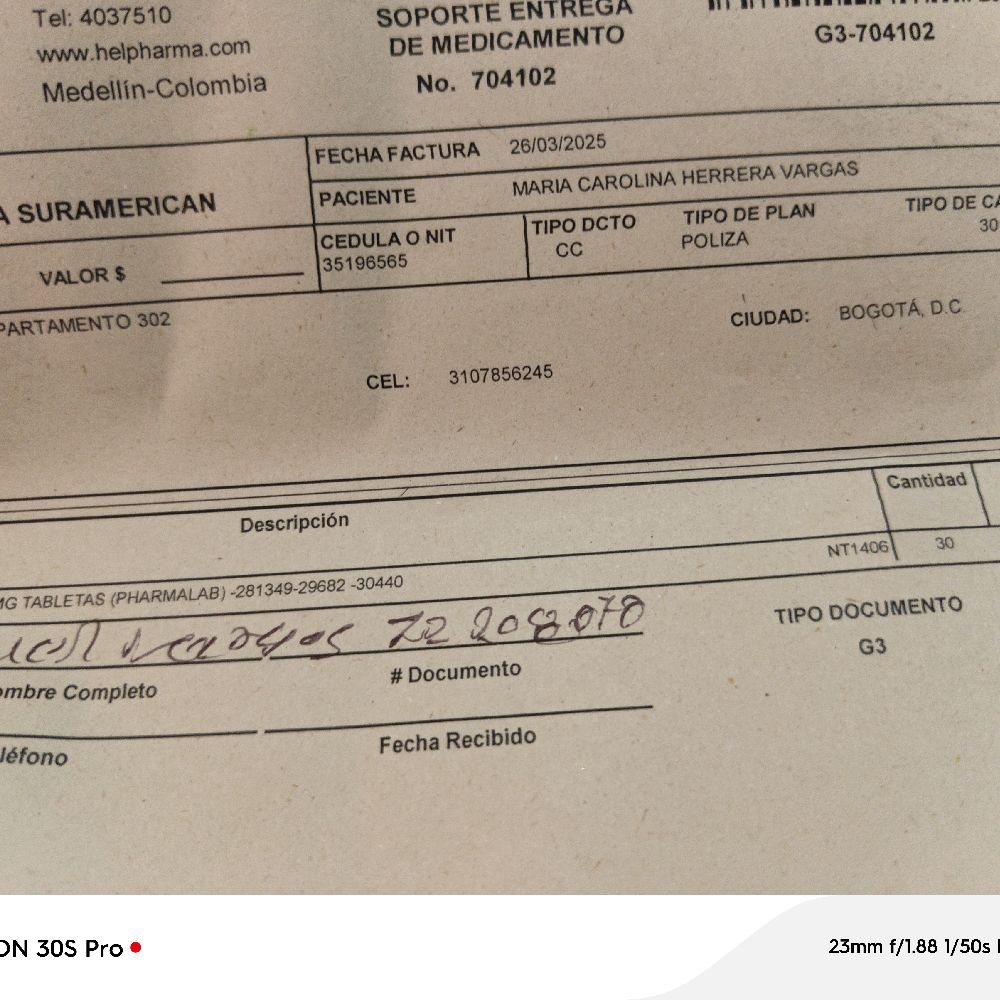 Tel: 4037510
www.helpharma.com
Medellín-Colombia
SOPORTE ENTREGA
DE MEDICAMENTO
No. 704102
G3-704102
A SURAMERICAN
VALOR $
FECHA FACTURA 26/03/2025
PACIENTE MARIA CAROLINA HERRERA VARGAS
CEDULA O NIT
35196565
TIPO DCTO
CC
TIPO DE PLAN
POLIZA
TIPO DE CA
30
PARTAMENTO 302
CIUDAD: BOGOTÁ, D.C.
CEL: 3107856245
Descripción Cantidad
NT1406 30
MG TABLETAS (PHARMALAB) -281349-29682 -30440
TIPO DOCUMENTO
G3
ombre Completo # Documento
léfono Fecha Recibido
ON 30S Pro
23mm f/1.88 1/50s